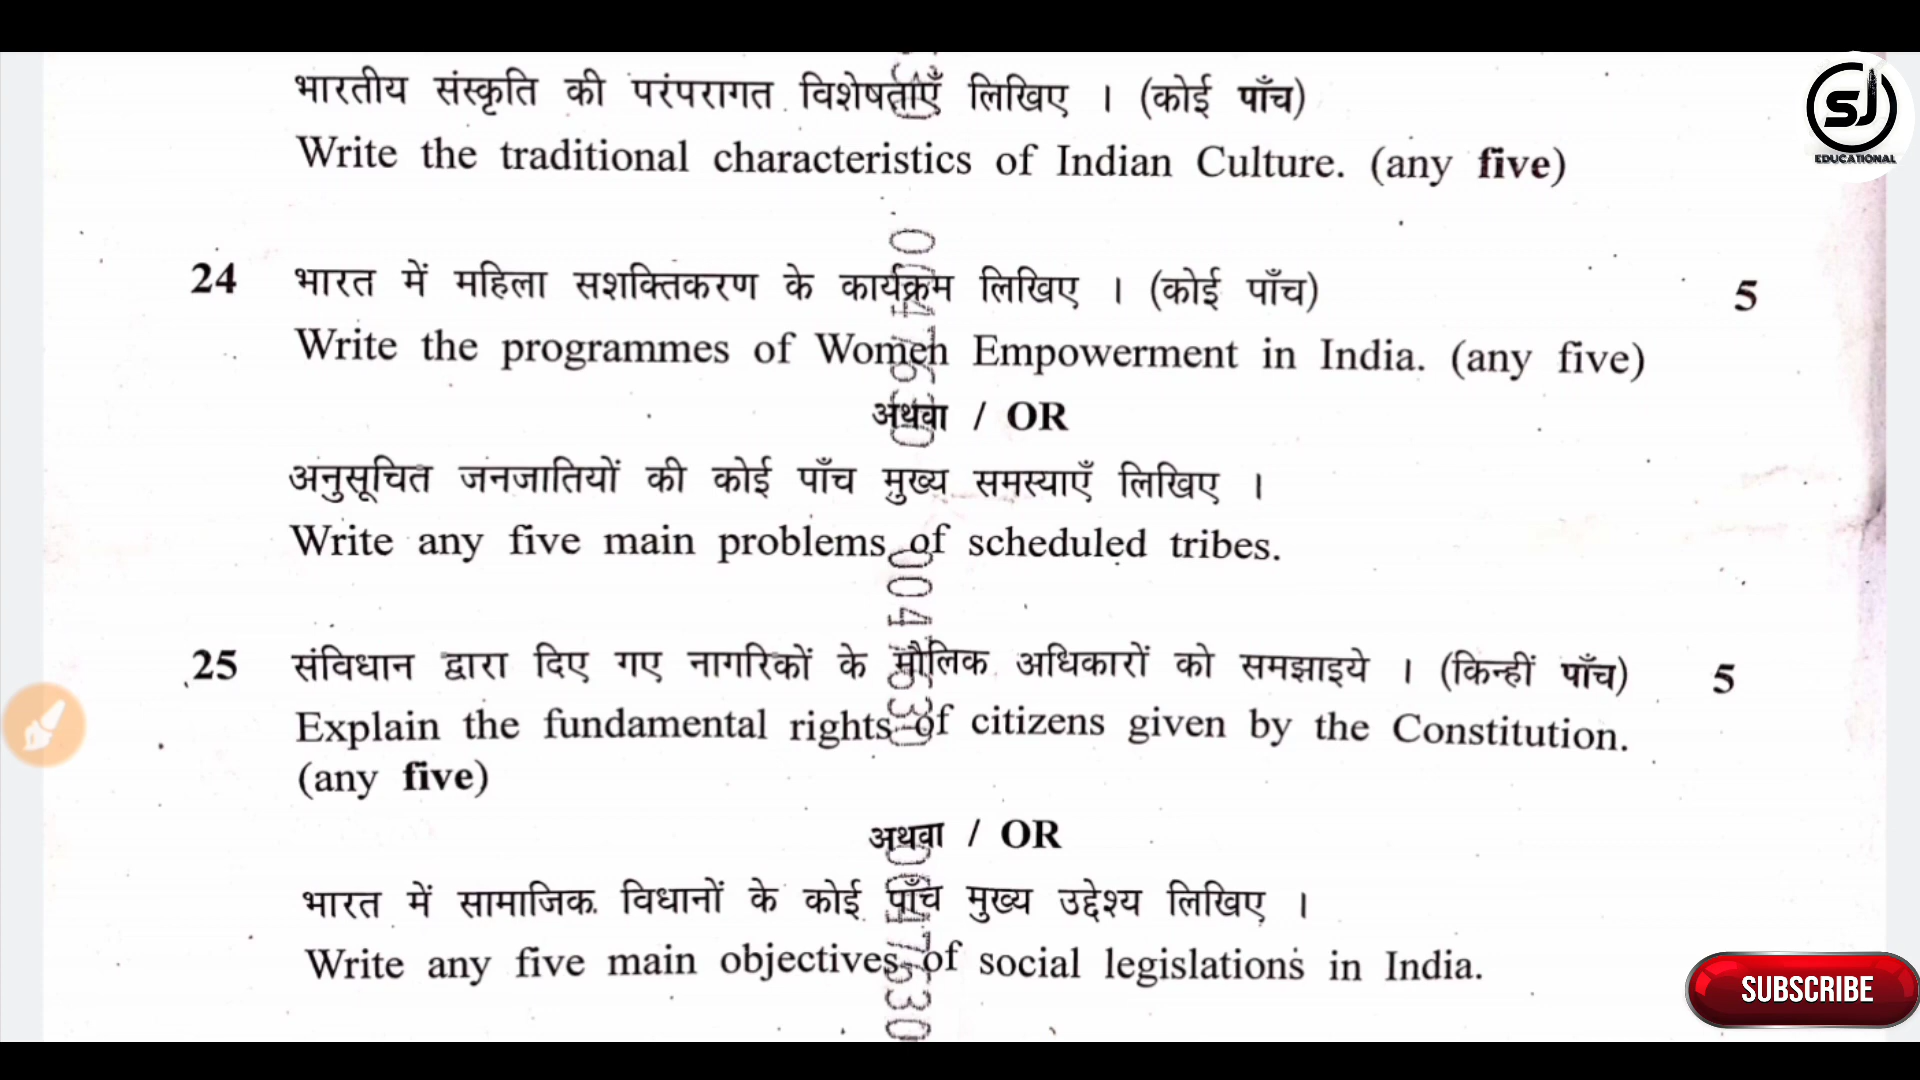 भारतीय संस्कृति की परंपरागत विशेषताएँ लिखिए । (कोई पाँच)
Write the traditional characteristics of Indian Culture. (any five)
SJ
EDUCATIONAL
24 भारत में महिला सशक्तिकरण के कार्यक्रम लिखिए । (कोई पाँच) 5
Write the programmes of Women Empowerment in India. (any five)
अथवा / OR
अनुसूचित जनजातियों की कोई पाँच मुख्य समस्याएँ लिखिए ।
Write any five main problems of scheduled tribes.
25 संविधान द्वारा दिए गए नागरिकों के मौलिक अधिकारों को समझाइये । (किन्हीं पाँच) 5
Explain the fundamental rights of citizens given by the Constitution.
(any five)
अथवा / OR
भारत में सामाजिक विधानों के कोई पाँच मुख्य उद्देश्य लिखिए ।
Write any five main objectives of social legislations in India.
SUBSCRIBE